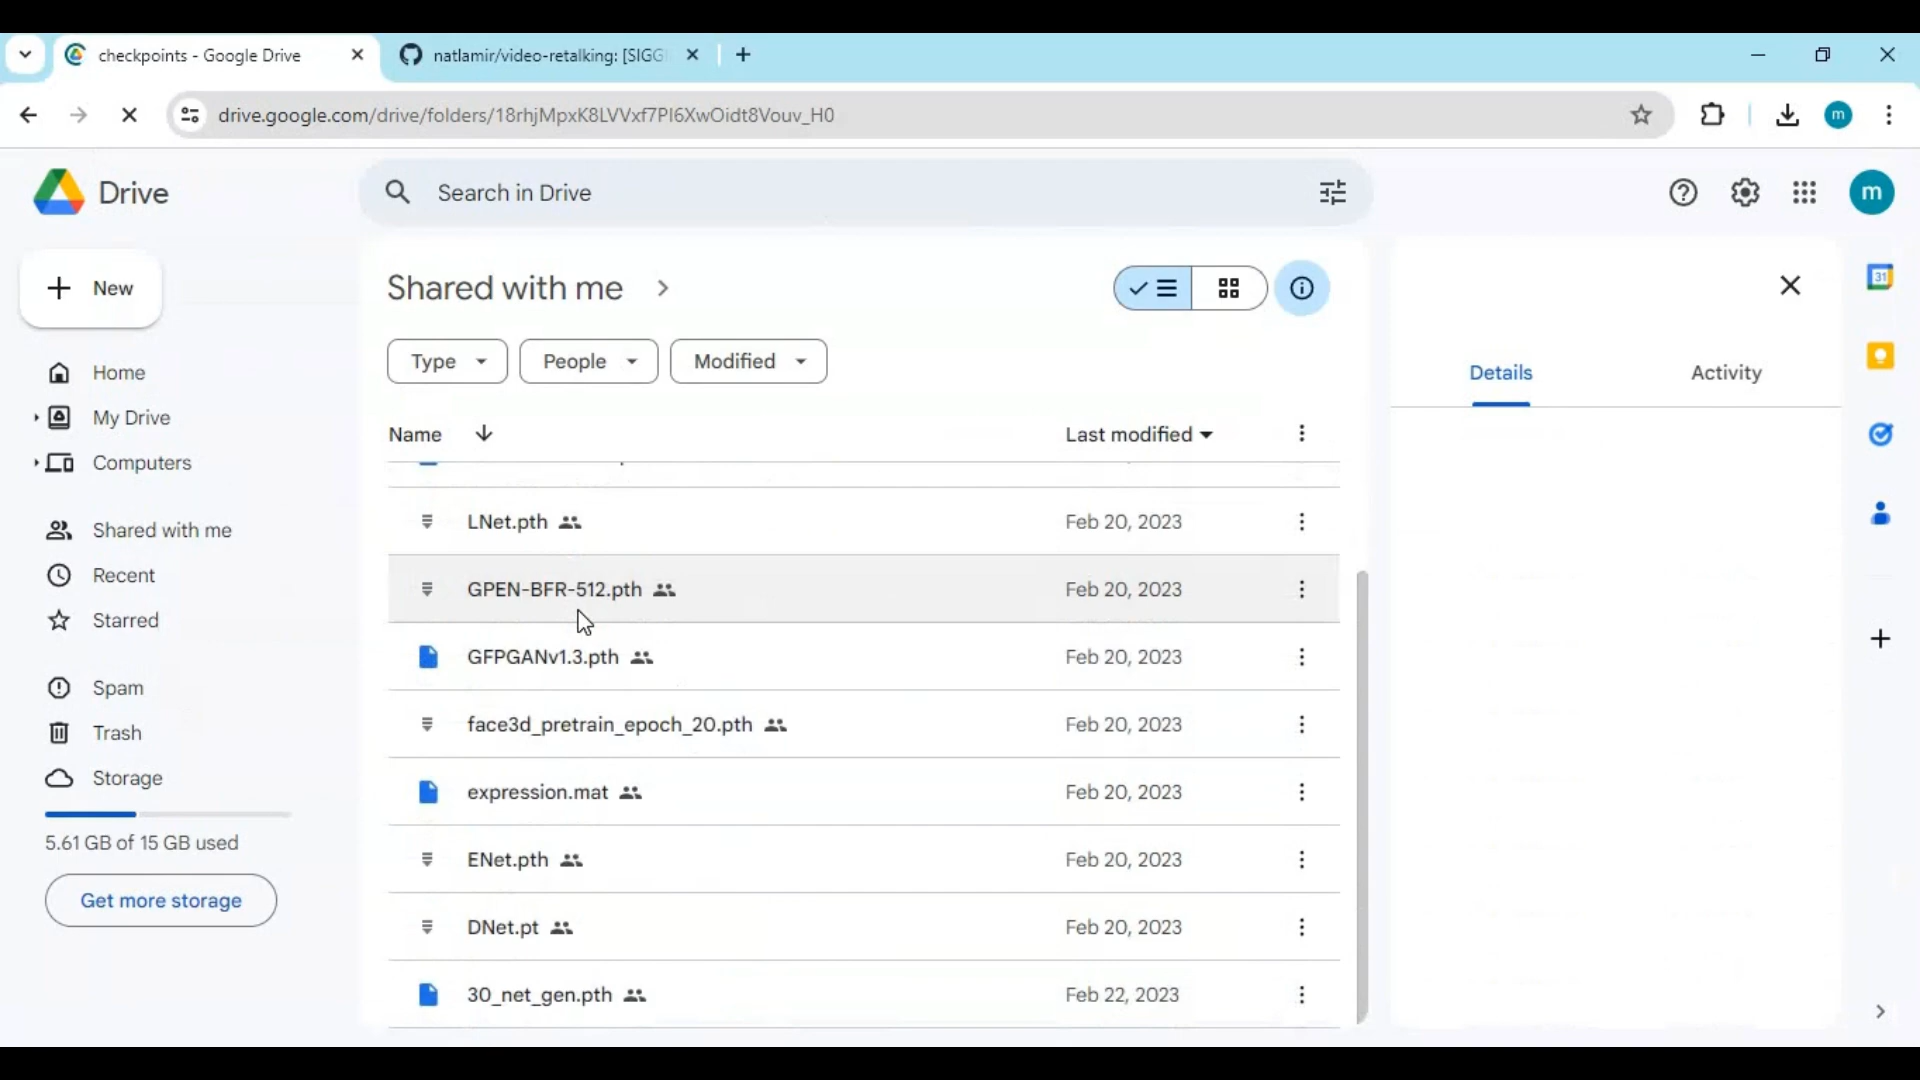 checkpoints - Google Drive
natlamir/video-retalking: [SIGG
drive.google.com/drive/folders/18rhjMpxK8LVVxf7Pl6XwOidt8Vouv_H0
m
Drive
Search in Drive
m
New
Shared with me
31
Type
People
Modified
Home
Details
Activity
My Drive
Name
Last modified
Computers
LNet.pth
Feb 20, 2023
Shared with me
Recent
GPEN-BFR-512.pth
Feb 20, 2023
Starred
GFPGANv1.3.pth
Feb 20, 2023
Spam
face3d_pretrain_epoch_20.pth
Feb 20, 2023
Trash
Storage
expression.mat
Feb 20, 2023
5.61 GB of 15 GB used
ENet.pth
Feb 20, 2023
Get more storage
DNet.pt
Feb 20, 2023
30_net_gen.pth
Feb 22, 2023